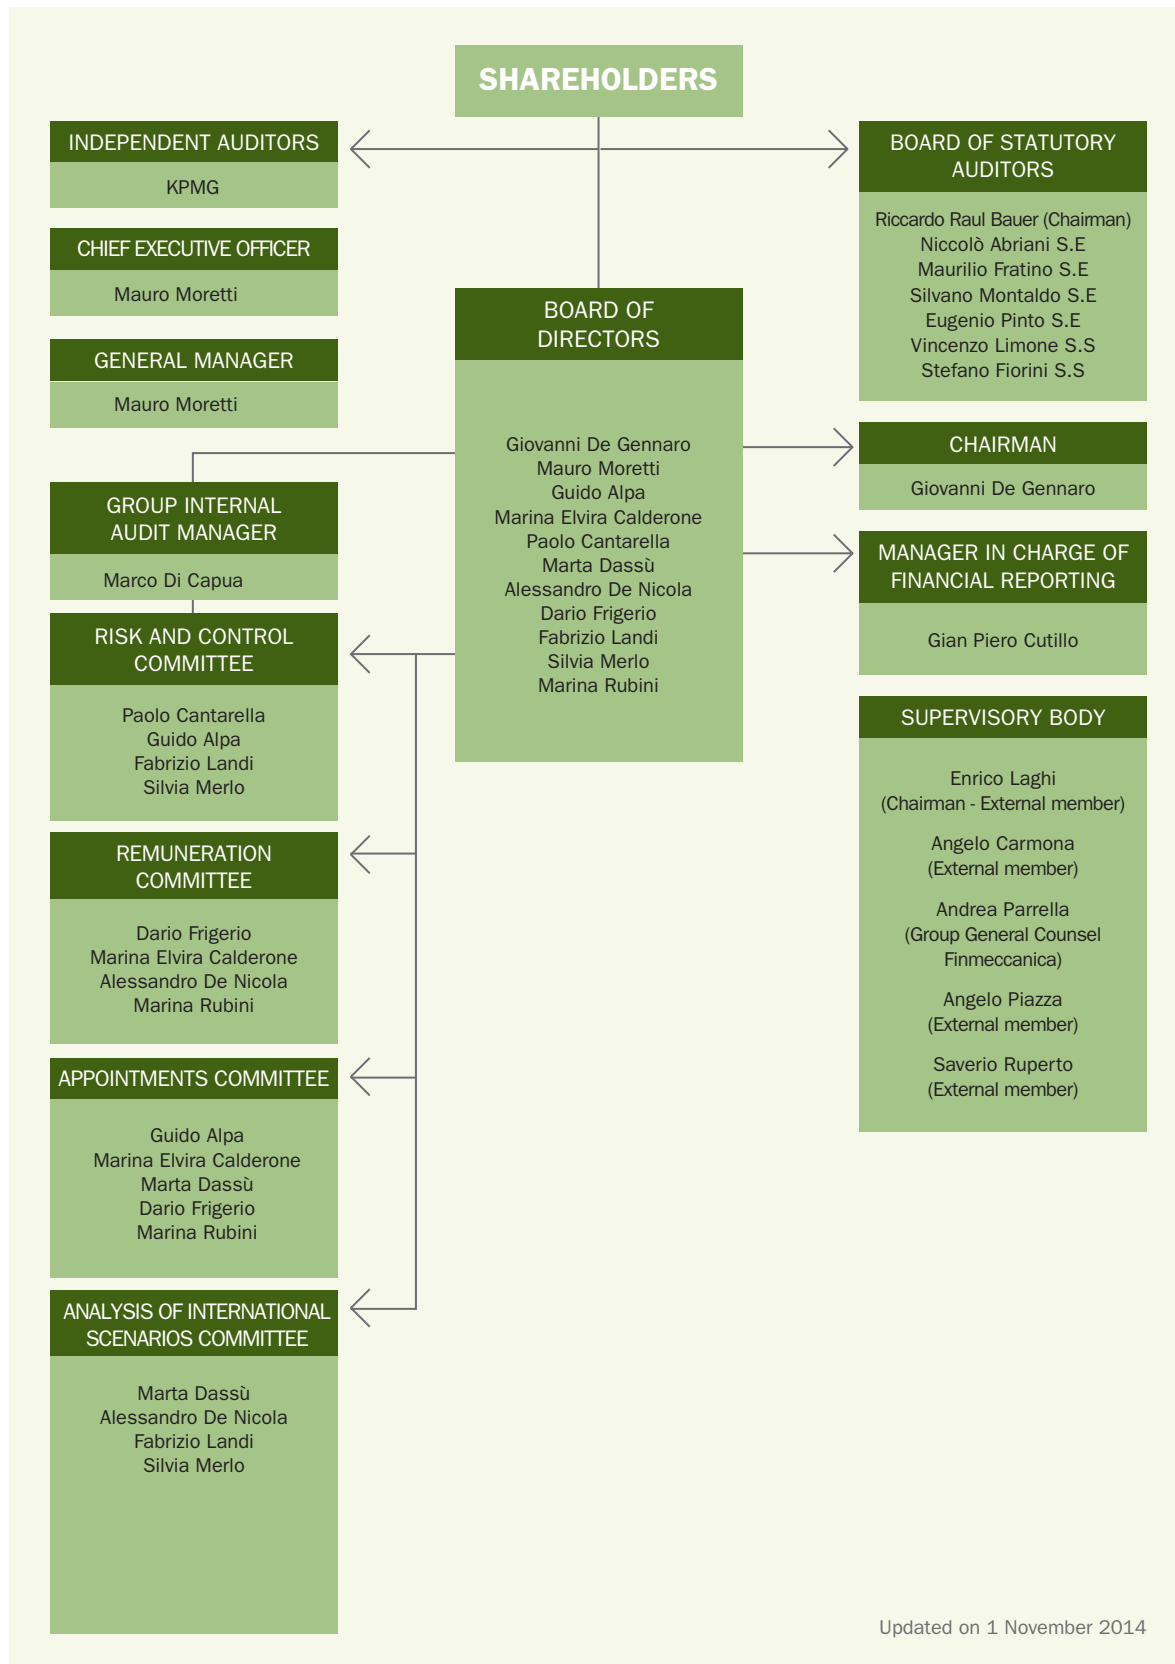 SHAREHOLDERS
INDEPENDENT AUDITORS
KPMG
CHIEF EXECUTIVE OFFICER
Mauro Moretti
GENERAL MANAGER
Mauro Moretti
GROUP INTERNAL
AUDIT MANAGER
Marco Di Capua
RISK AND CONTROL
COMMITTEE
Paolo Cantarella
Guido Alpa
Fabrizio Landi
Silvia Merlo
REMUNERATION
COMMITTEE
Dario Frigerio
Marina Elvira Calderone
Alessandro De Nicola
Marina Rubini
APPOINTMENTS COMMITTEE
Guido Alpa
Marina Elvira Calderone
Marta Dassù
Dario Frigerio
Marina Rubini
ANALYSIS OF INTERNATIONAL
SCENARIOS COMMITTEE
Marta Dassù
Alessandro De Nicola
Fabrizio Landi
Silvia Merlo
BOARD OF
DIRECTORS
Giovanni De Gennaro
Mauro Moretti
Guido Alpa
Marina Elvira Calderone
Paolo Cantarella
Marta Dassù
Alessandro De Nicola
Dario Frigerio
Fabrizio Landi
Silvia Merlo
Marina Rubini
BOARD OF STATUTORY
AUDITORS
Riccardo Raul Bauer (Chairman)
Niccolò Abriani S.E
Maurilio Fratino S.E
Silvano Montaldo S.E
Eugenio Pinto S.E
Vincenzo Limone S.S
Stefano Fiorini S.S
CHAIRMAN
Giovanni De Gennaro
MANAGER IN CHARGE OF
FINANCIAL REPORTING
Gian Piero Cutillo
SUPERVISORY BODY
Enrico Laghi
(Chairman - External member)
Angelo Carmona
(External member)
Andrea Parrella
(Group General Counsel
Finmeccanica)
Angelo Piazza
(External member)
Saverio Ruperto
(External member)
Updated on 1 November 2014